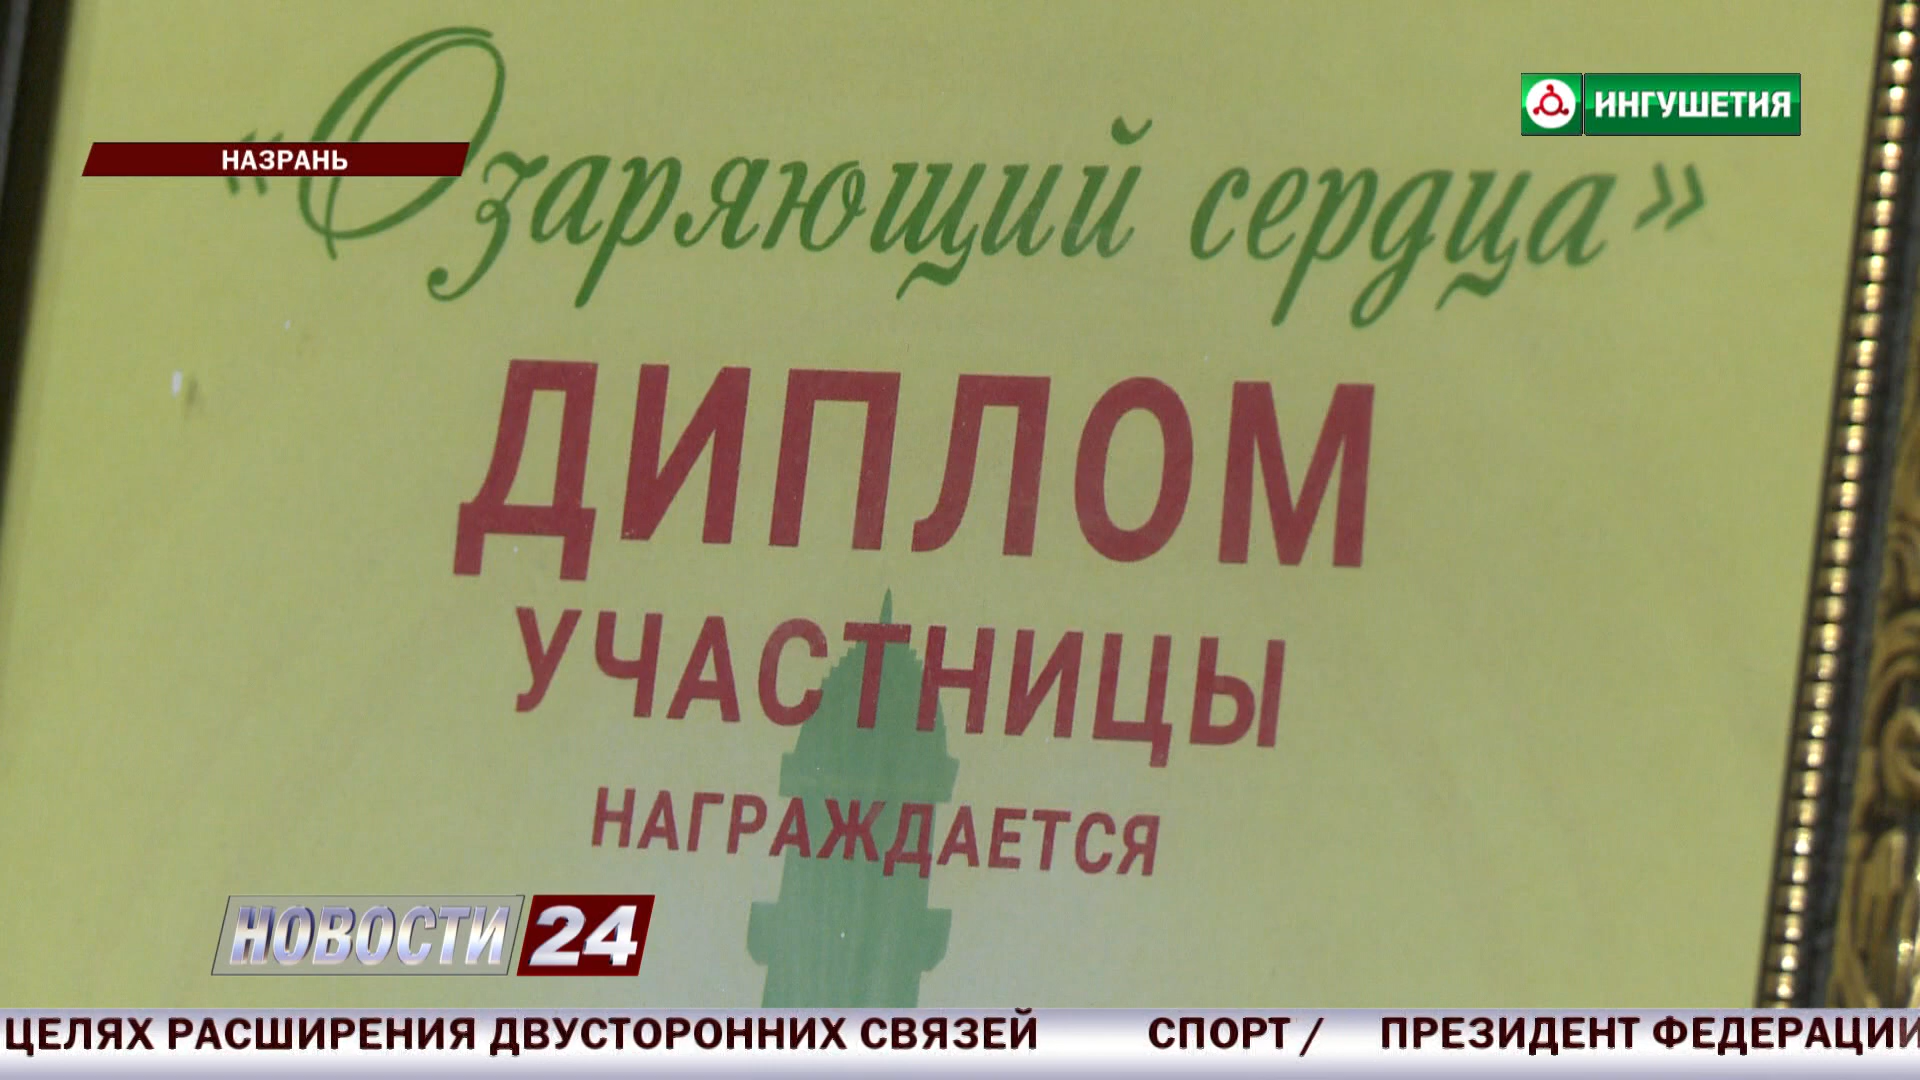 ИНГУШЕТИЯ
НАЗРАНЬ
«Озаряющий сердца»
ДИПЛОМ
УЧАСТНИЦЫ
НАГРАЖДАЕТСЯ
НОВОСТИ 24
ЦЕЛЯХ РАСШИРЕНИЯ ДВУСТОРОННИХ СВЯЗЕЙ СПОРТ / ПРЕЗИДЕНТ ФЕДЕРАЦИИ